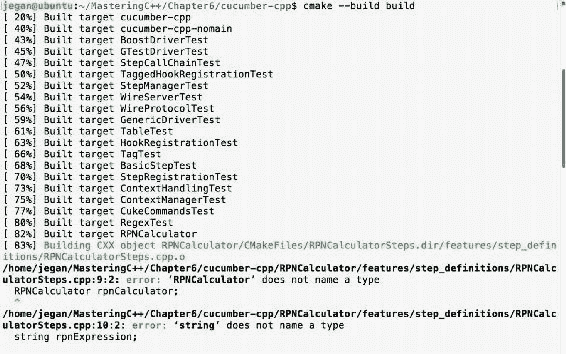 jegan@ubuntu:~/MasteringC++/Chapter6/cucumber-cpp$ cmake --build build
[ 20%] Built target cucumber-cpp
[ 40%] Built target cucumber-cpp-nomain
[ 43%] Built target BoostDriverTest
[ 45%] Built target GTestDriverTest
[ 47%] Built target StepCallChainTest
[ 50%] Built target TaggedHookRegistrationTest
[ 52%] Built target StepManagerTest
[ 54%] Built target WireServerTest
[ 56%] Built target WireProtocolTest
[ 59%] Built target GenericDriverTest
[ 61%] Built target TableTest
[ 63%] Built target HookRegistrationTest
[ 66%] Built target TagTest
[ 68%] Built target BasicStepTest
[ 70%] Built target StepRegistrationTest
[ 73%] Built target ContextHandlingTest
[ 75%] Built target ContextManagerTest
[ 77%] Built target CukeCommandsTest
[ 80%] Built target RegexTest
[ 82%] Built target RPNCalculator
[ 83%] Building CXX object RPNCalculator/CMakeFiles/RPNCalculatorSteps.dir/features/step_defin
itions/RPNCalculatorSteps.cpp.o
/home/jegan/MasteringC++/Chapter6/cucumber-cpp/RPNCalculator/features/step_definitions/RPNCalc
ulatorSteps.cpp:9:2: error: ‘RPNCalculator’ does not name a type
RPNCalculator rpnCalculator;
^
/home/jegan/MasteringC++/Chapter6/cucumber-cpp/RPNCalculator/features/step_definitions/RPNCalc
ulatorSteps.cpp:10:2: error: ‘string’ does not name a type
string rpnExpression;